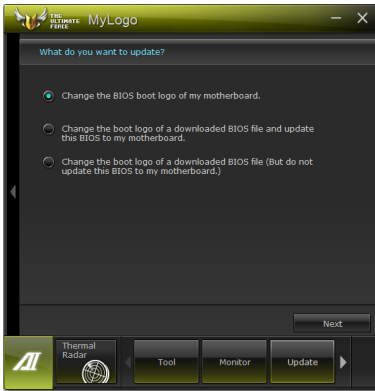 THE
ULTIMATE
FORCE
MyLogo
What do you want to update?
Change the BIOS boot logo of my motherboard.
Change the boot logo of a downloaded BIOS file and update
this BIOS to my motherboard.
Change the boot logo of a downloaded BIOS file (But do not
update this BIOS to my motherboard.)
Next
Thermal
Radar
Tool
Monitor
Update
AI